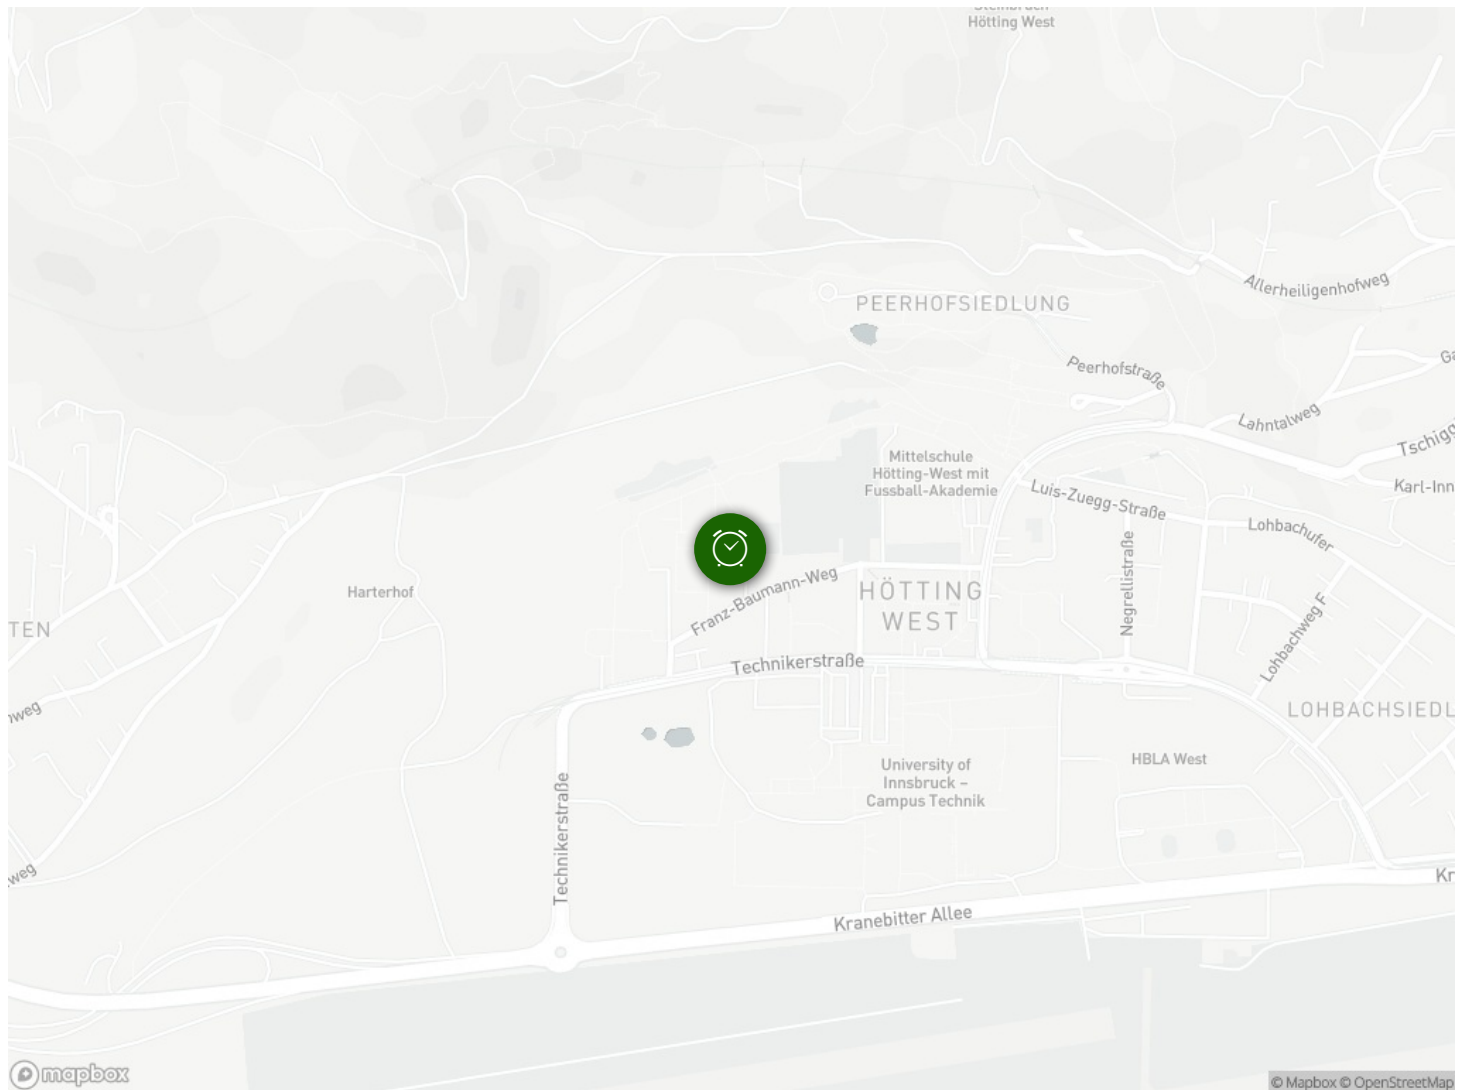 Hötting West
PEERHOFSIEDLUNG
Allerheiligenhofweg
Peerhofstraße
Lahntalweg
Mittelschule
Hötting-West mit
Fussball-Akademie
Karl-Inn
Luis-Zuegg-Straße
Lohbachufer
Negrellistraße
Harterhof
Franz-Baumann-Weg
HÖTTING
WEST
TEN
Lohbachweg F
Technikerstraße
LOHBACHSIEDL
oweg
HBLA West
University of
Innsbruck –
Campus Technik
Technikerstraße
weg
Kr
Kranebitter Allee
mapbox
© Mapbox © OpenStreetMap